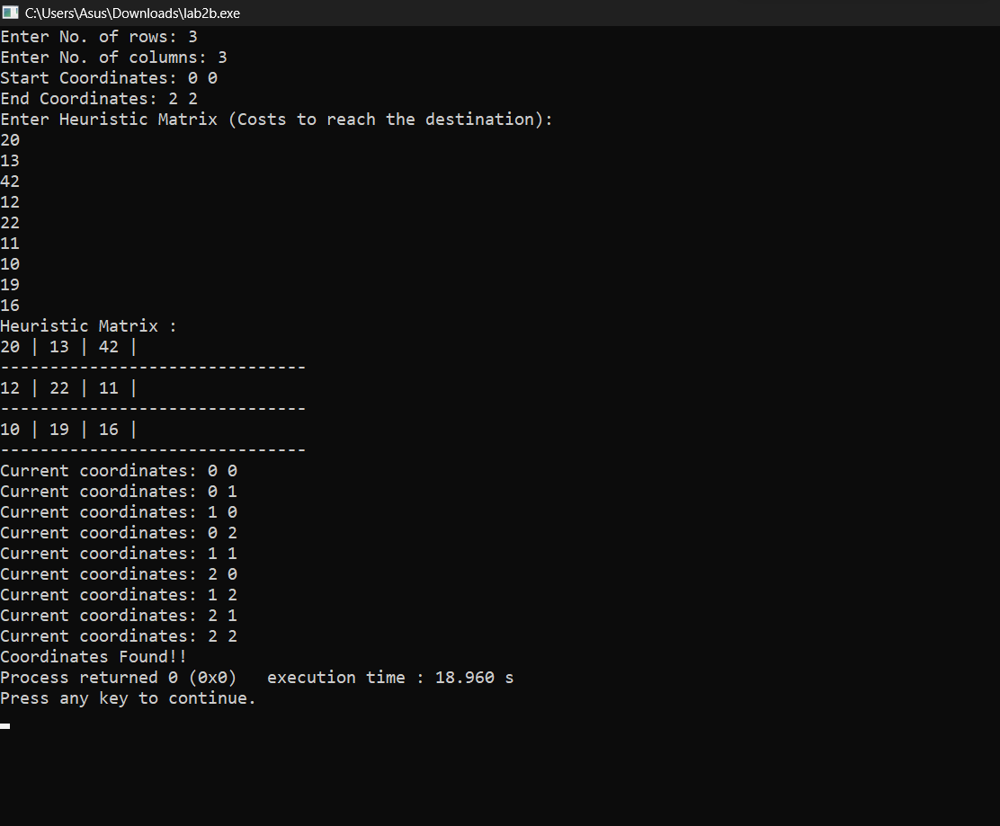 C:\Users\Asus\Downloads\lab2b.exe
Enter No. of rows: 3
Enter No. of columns: 3
Start Coordinates: 0 0
End Coordinates: 2 2
Enter Heuristic Matrix (Costs to reach the destination):
20
13
42
12
22
11
10
19
16
Heuristic Matrix :
20 | 13 | 42 |
-------------------------------
12 | 22 | 11 |
-------------------------------
10 | 19 | 16 |
-------------------------------
Current coordinates: 0 0
Current coordinates: 0 1
Current coordinates: 1 0
Current coordinates: 0 2
Current coordinates: 1 1
Current coordinates: 2 0
Current coordinates: 1 2
Current coordinates: 2 1
Current coordinates: 2 2
Coordinates Found!!
Process returned 0 (0x0)   execution time : 18.960 s
Press any key to continue.